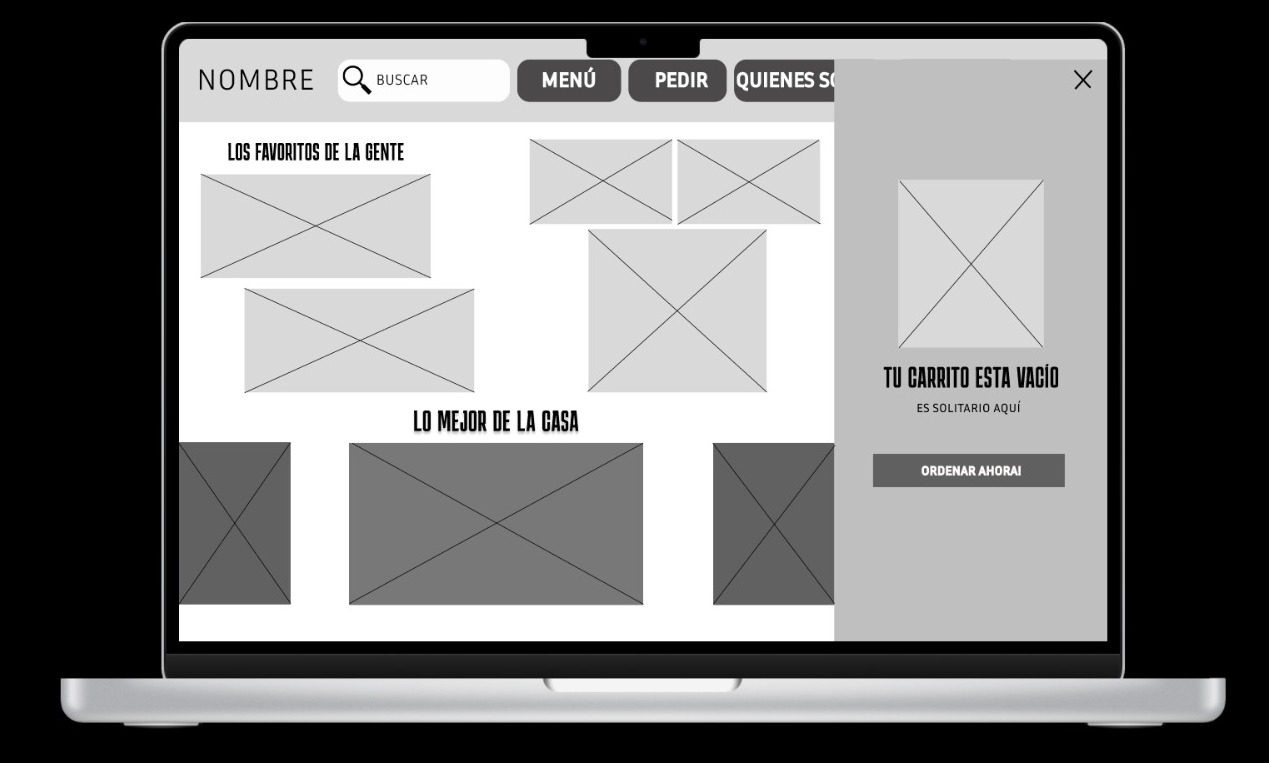 NOMBRE
BUSCAR
MENÚ
PEDIR
QUIENES
LOS FAVORITOS DE LA GENTE
LO MEJOR DE LA CASA
TU CARRITO ESTA VACÍO
ES SOLITARIO AQUÍ
ORDENAR AHORA!